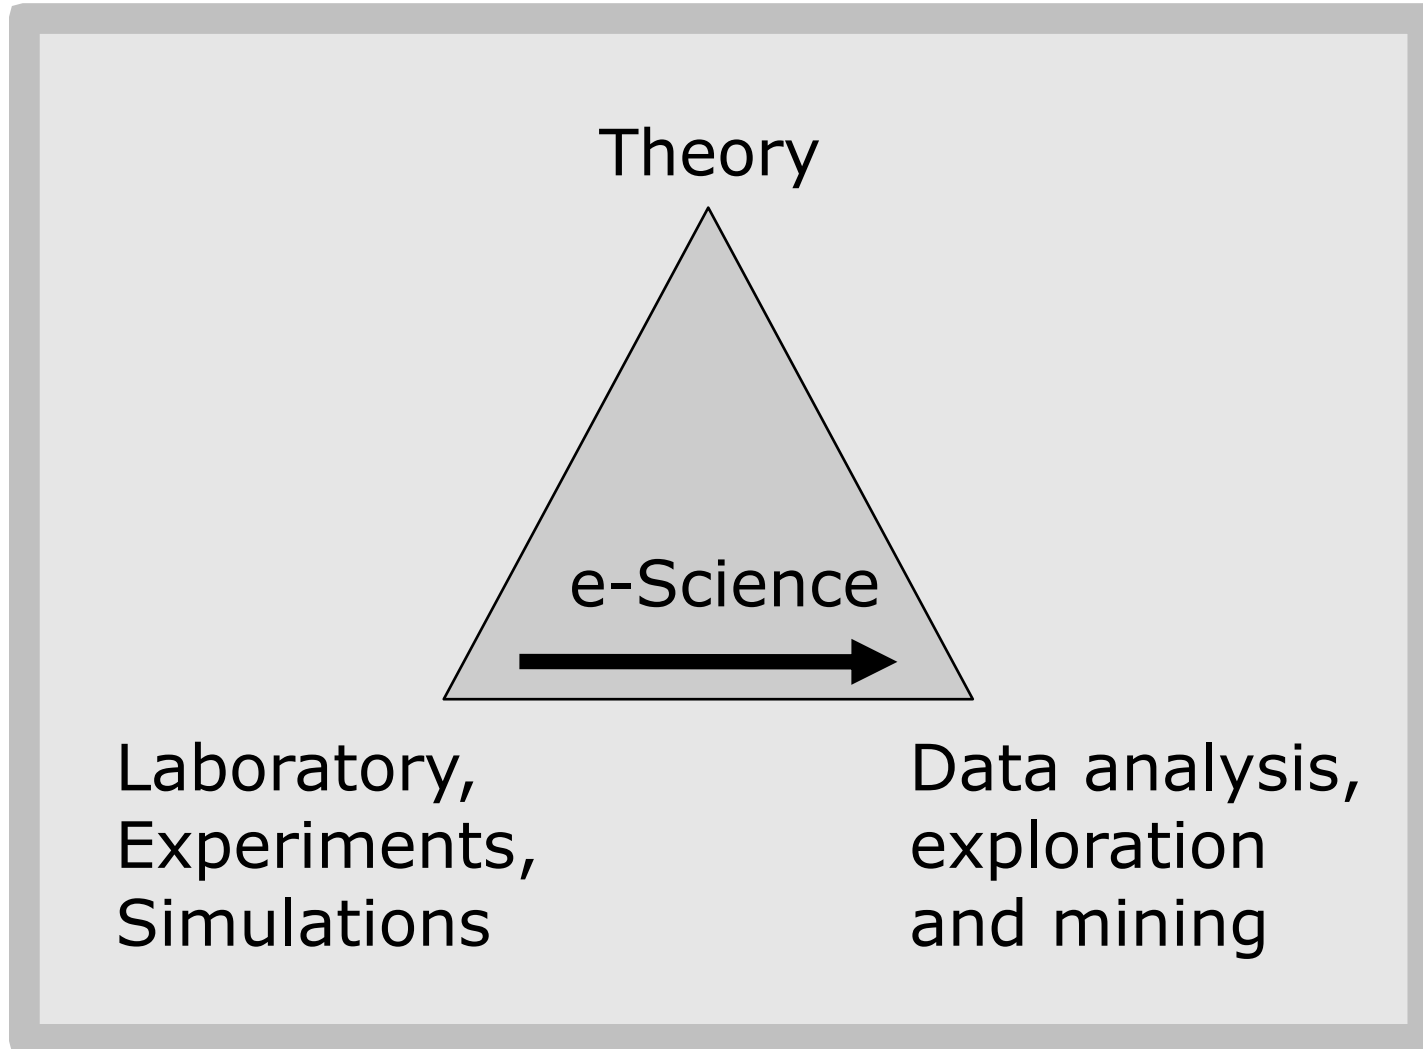 Theory
e-Science
Laboratory,
Experiments,
Simulations
Data analysis,
exploration
and mining